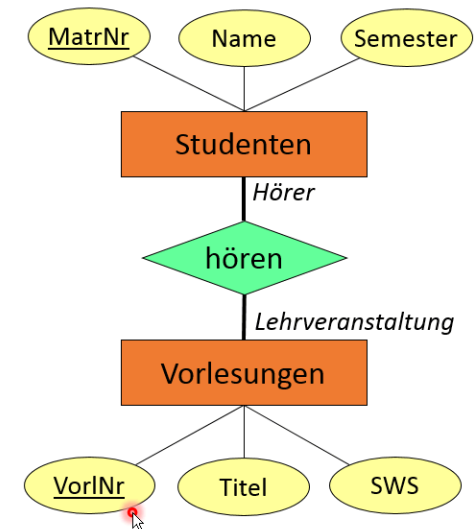 MatrNr
Name
Semester
Studenten
Hörer
hören
Lehrveranstaltung
Vorlesungen
VorlNr
Titel
SWS